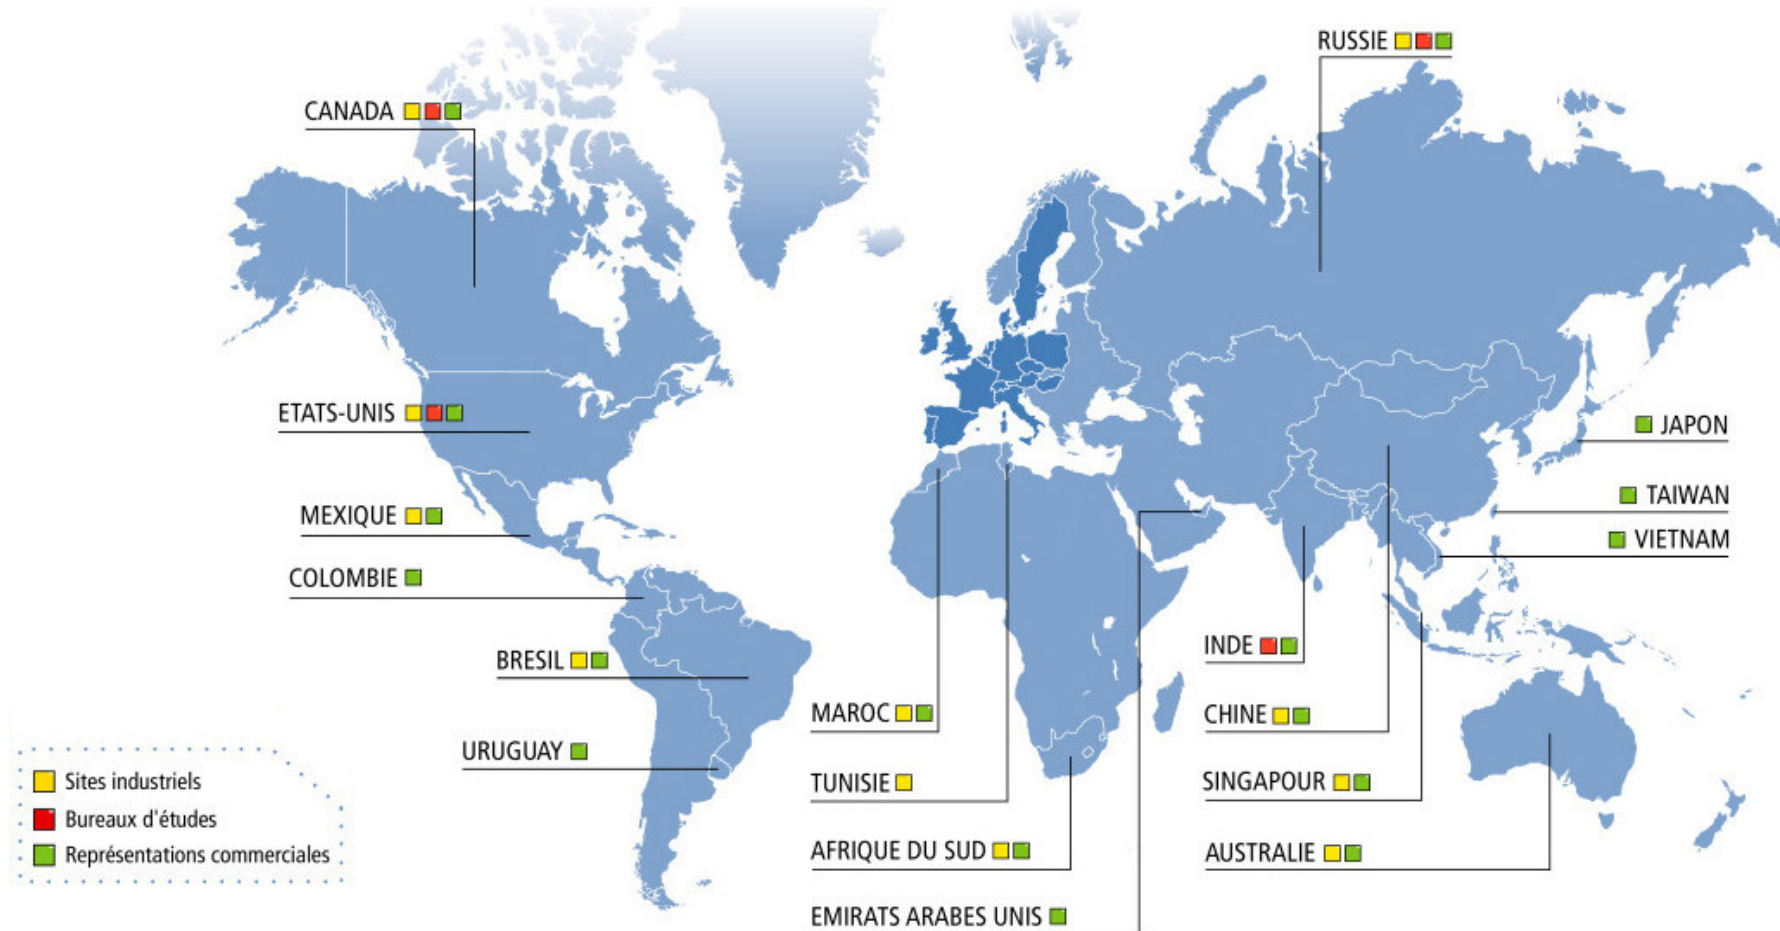 RUSSIE
CANADA
ETATS-UNIS
JAPON
TAIWAN
MEXIQUE
VIETNAM
COLOMBIE
INDE
BRESIL
MAROC
CHINE
URUGUAY
Sites industriels
TUNISIE
SINGAPOUR
Bureaux d'études
Représentations commerciales
AFRIQUE DU SUD
AUSTRALIE
EMIRATS ARABES UNIS